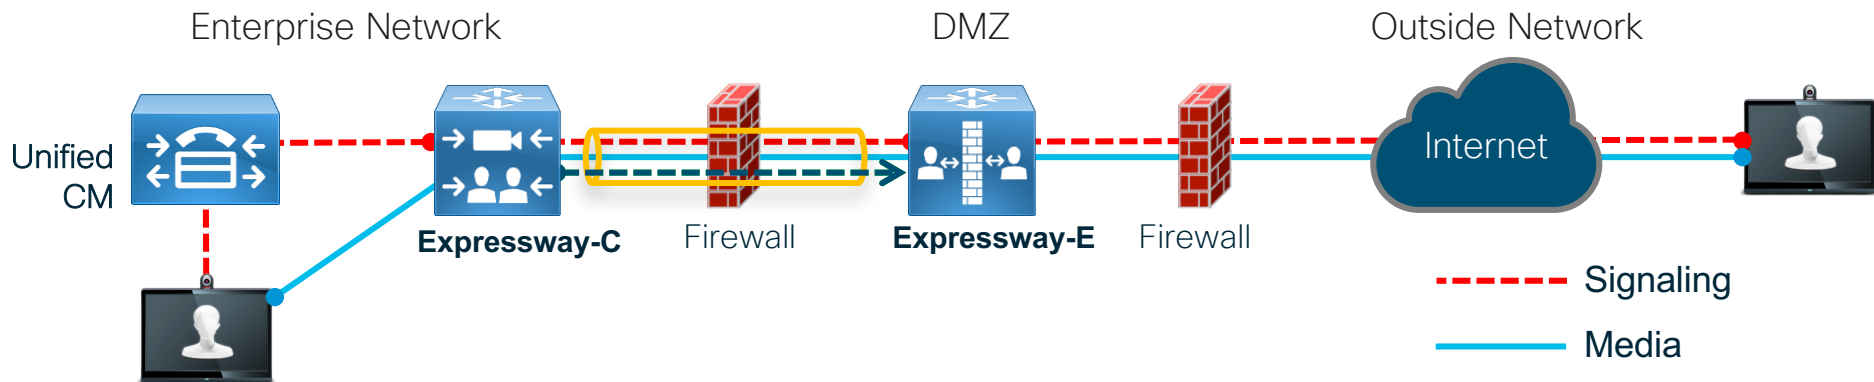 Enterprise Network
DMZ
Outside Network
Unified
CM
Internet
Expressway-C
Firewall
Expressway-E
Firewall
Signaling
Media